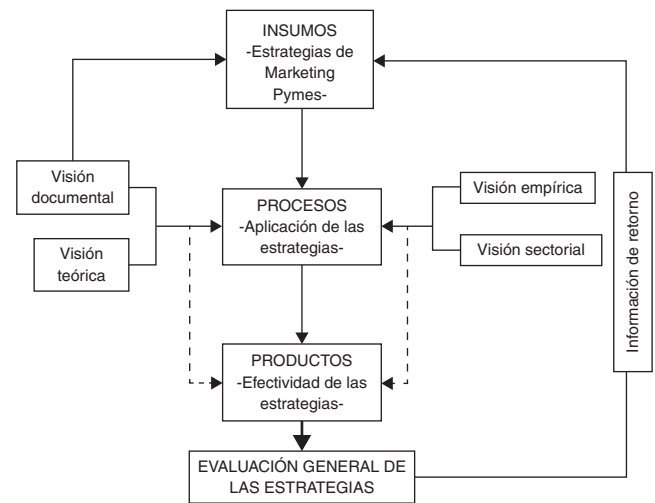 INSUMOS
-Estrategias de
Marketing
Pymes-
Visión
documental
Visión
teórica
PROCESOS
-Aplicación de las
estrategias-
Visión empírica
Visión sectorial
Información de retorno
PRODUCTOS
-Efectividad de las
estrategias-
EVALUACIÓN GENERAL DE
LAS ESTRATEGIAS